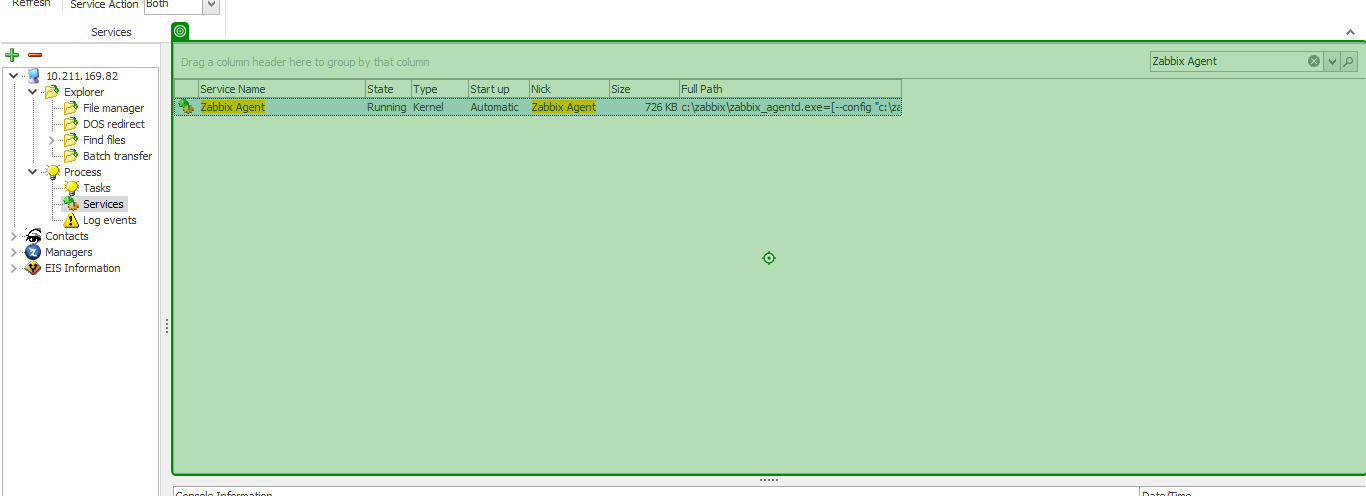 Refresh
Service Action Both
Services
Drag a column header here to group by that column
Zabbix Agent
10.211.169.82
Explorer
File manager
DOS redirect
Find files
Batch transfer
Process
Tasks
Services
Log events
Contacts
Managers
EIS Information
Service Name State Type Start up Nick Size Full Path
Zabbix Agent Running Kernel Automatic Zabbix Agent 726 KB c:\zabbix\zabbix_agentd.exe=[--config "c:\za
Console Information Date/Time